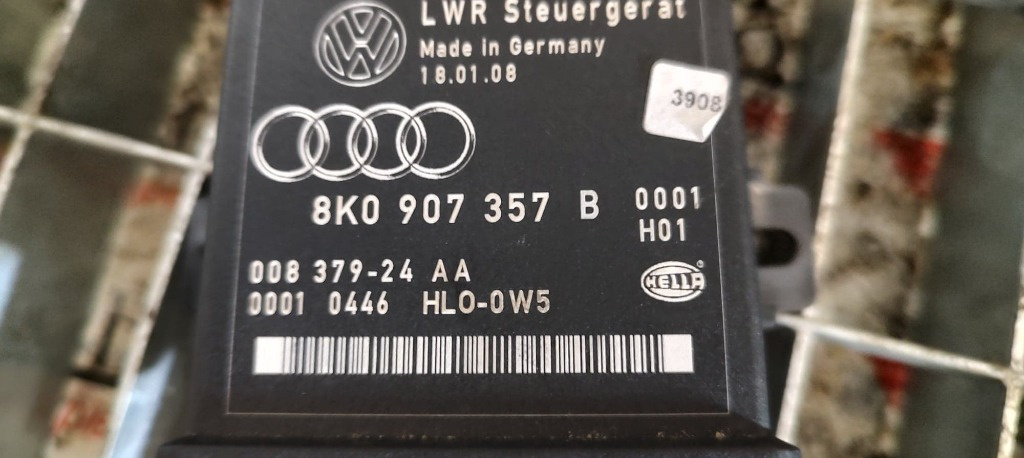 LWR Steuergerät
Made in Germany
18.01.08
3908
8K0 907 357 B
0001
H01
008 379-24 AA
0001 0446 HLO-0W5
HELLA